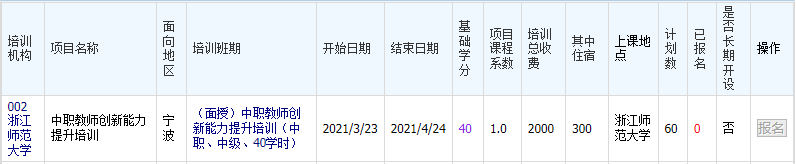 培训机构
项目名称
面向地区
培训班期
开始日期
结束日期
基础学分
项目课程系数
培训总收费
其中住宿
上课地点
计划数
已报名
是否长期开设
操作
002
浙江
师范
大学
中职教师创新能力
提升培训
宁波
（面授）中职教师创
新能力提升培训（中
职、中级、40学时）
2021/3/23
2021/4/24
40
1.0
2000
300
浙江师
范大学
60
0
否
报名